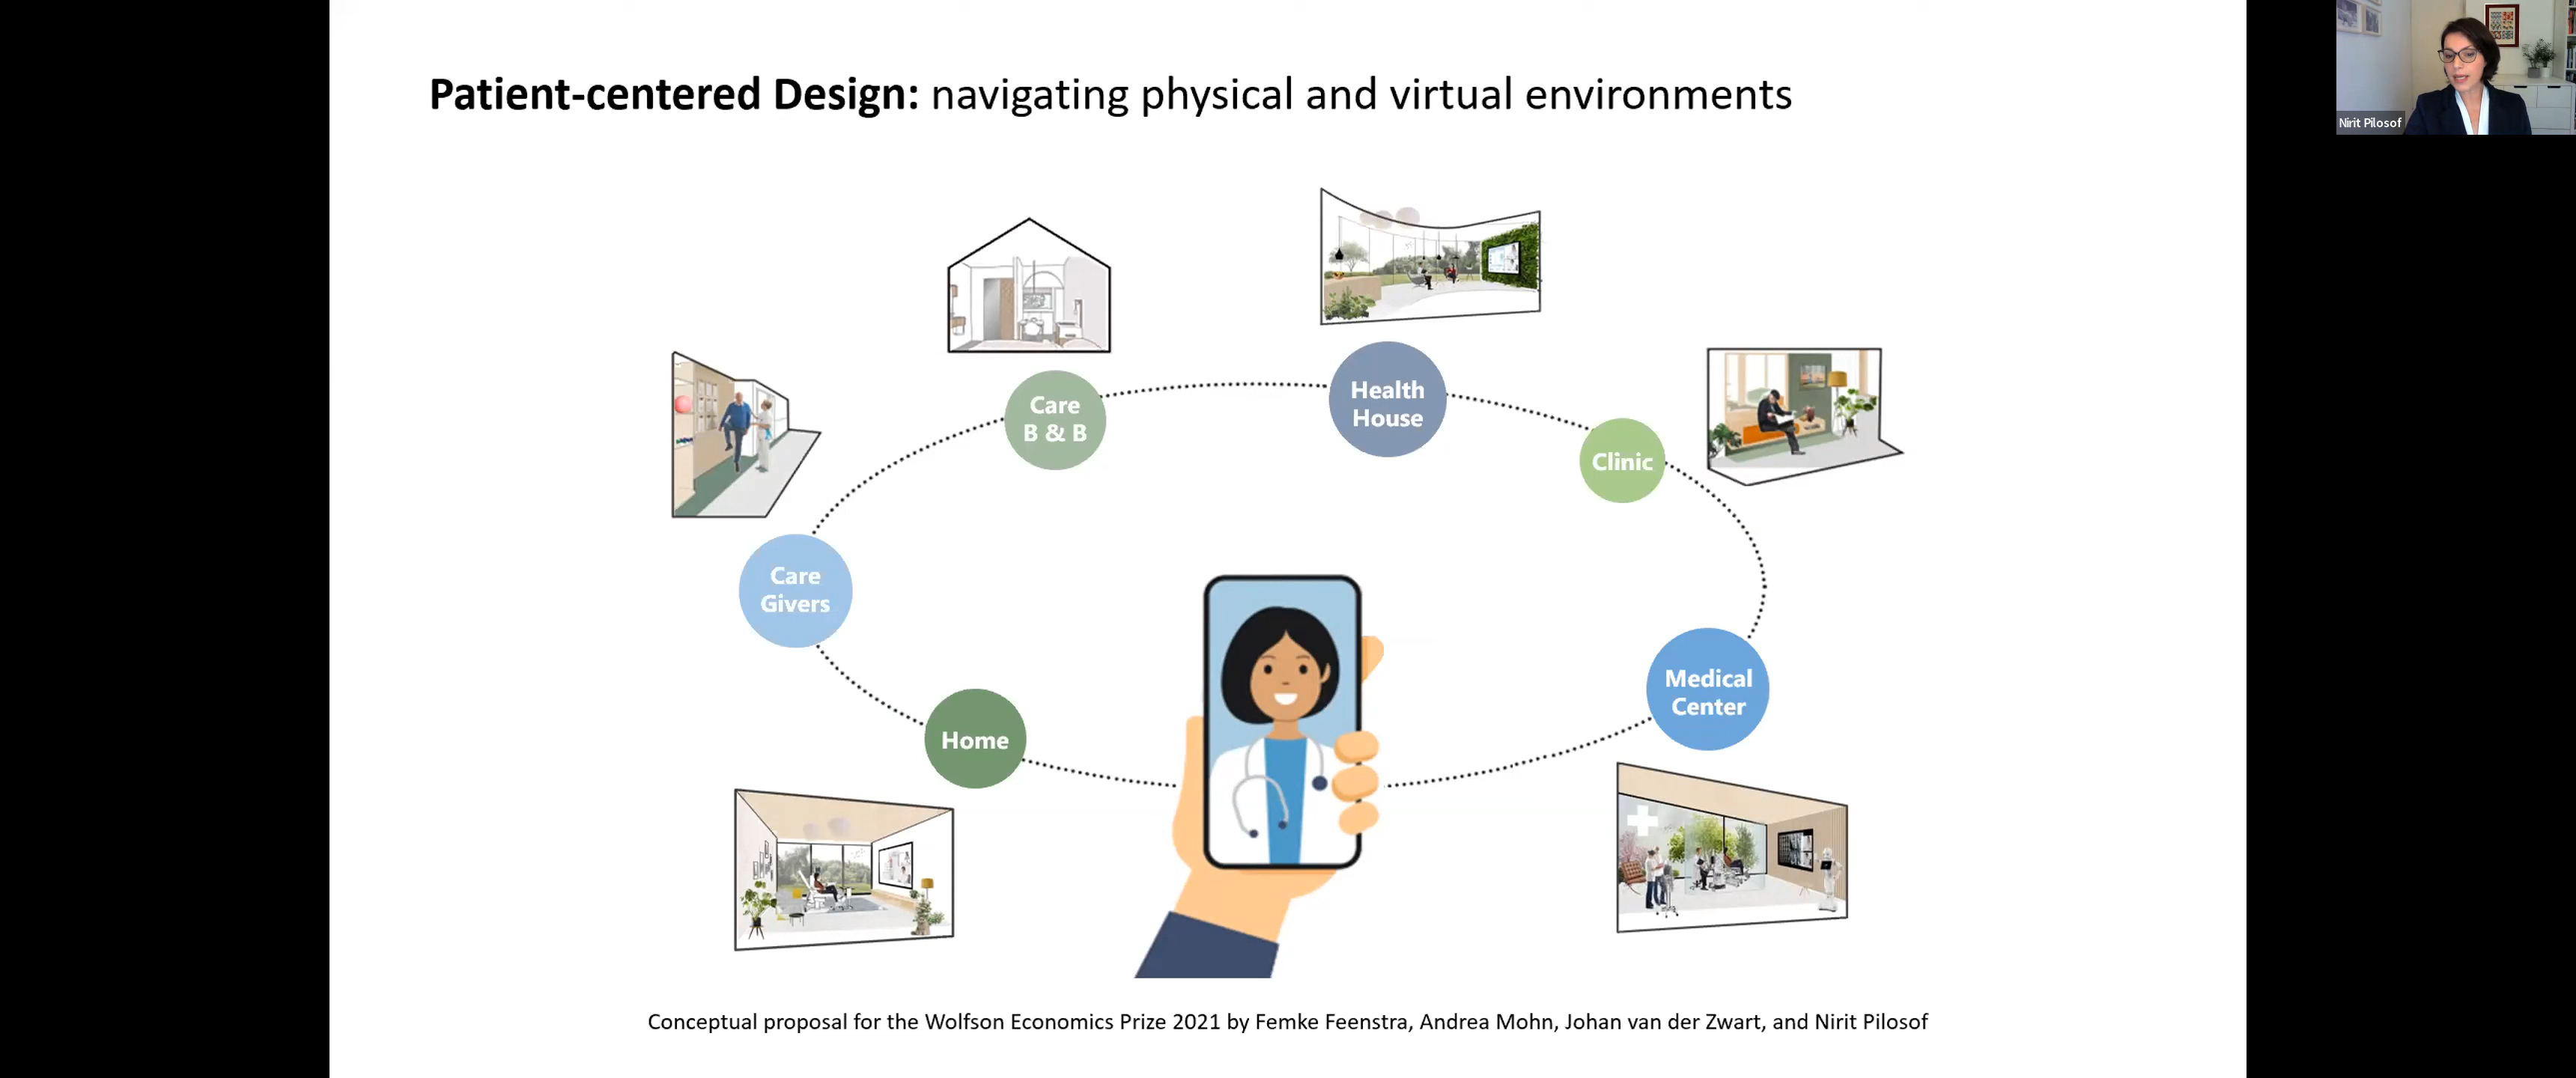 Patient-centered Design: navigating physical and virtual environments
Nirit Pilosof
Care
B & B
Health
House
Clinic
Care
Givers
Medical
Center
Home
Conceptual proposal for the Wolfson Economics Prize 2021 by Femke Feenstra, Andrea Mohn, Johan van der Zwart, and Nirit Pilosof